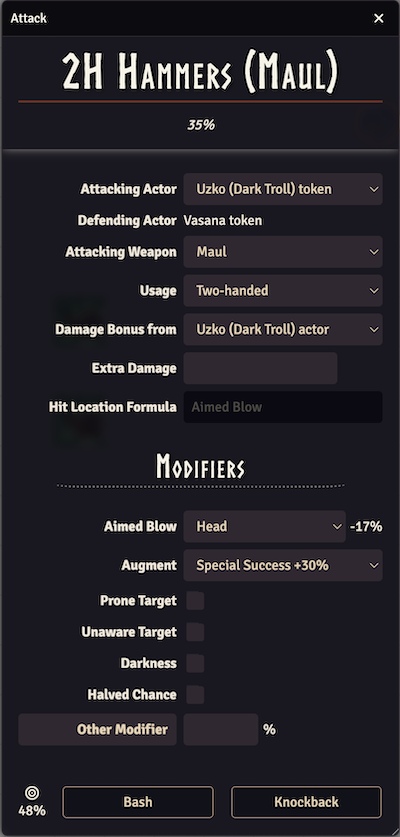 Attack
2H Hammers (Maul)
35%
Attacking Actor Uzko (Dark Troll) token
Defending Actor Vasana token
Attacking Weapon Maul
Usage Two-handed
Damage Bonus from Uzko (Dark Troll) actor
Extra Damage
Hit Location Formula Aimed Blow
Modifiers
Aimed Blow Head -17%
Augment Special Success +30%
Prone Target
Unaware Target
Darkness
Halved Chance
Other Modifier %
48% Bash Knockback